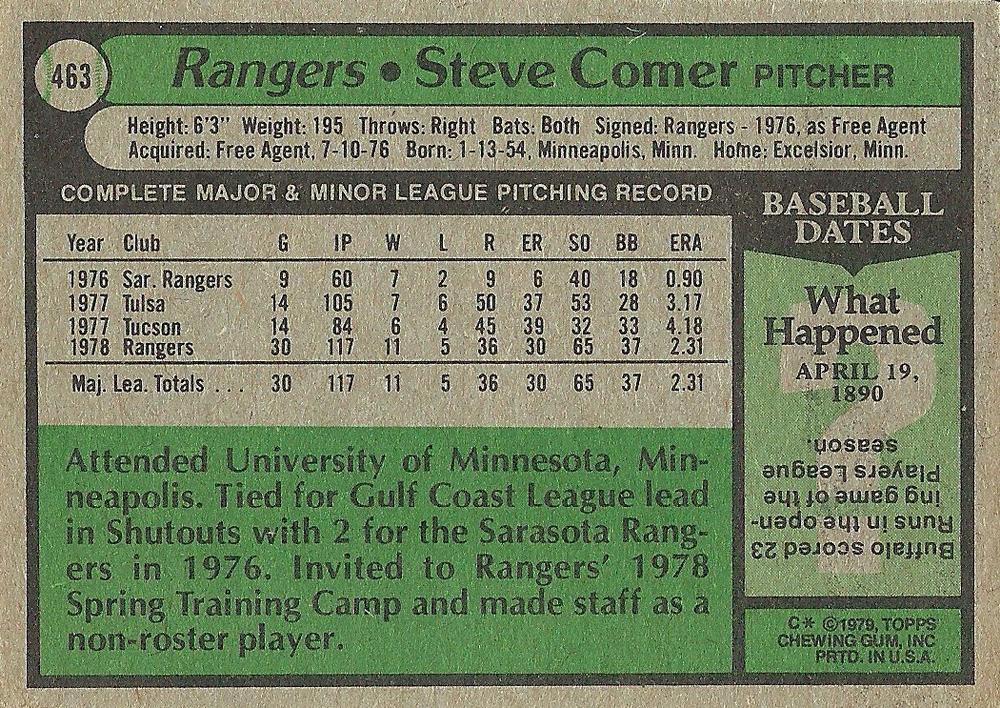 463
Rangers • Steve Comer PITCHER
Height: 6'3" Weight: 195 Throws: Right Bats: Both Signed: Rangers - 1976, as Free Agent
Acquired: Free Agent, 7-10-76 Born: 1-13-54, Minneapolis, Minn. Home: Excelsior, Minn.
COMPLETE MAJOR & MINOR LEAGUE PITCHING RECORD
Year Club G IP W L R ER SO BB ERA
1976 Sar. Rangers 9 60 7 2 9 6 40 18 0.90
1977 Tulsa 14 105 7 6 50 37 53 28 3.17
1977 Tucson 14 84 6 4 45 39 32 33 4.18
1978 Rangers 30 117 11 5 36 30 65 37 2.31
Maj. Lea. Totals ... 30 117 11 5 36 30 65 37 2.31
Attended University of Minnesota, Min-
neapolis. Tied for Gulf Coast League lead
in Shutouts with 2 for the Sarasota Rang-
ers in 1976. Invited to Rangers' 1978
Spring Training Camp and made staff as a
non-roster player.
BASEBALL
DATES
What
Happened
APRIL 19,
1890
?
Buffalo scored 23
Runs in the open-
ing game of the
Players League
season.
C* ©1979, TOPPS
CHEWING GUM, INC
PRTD. IN U.S.A.